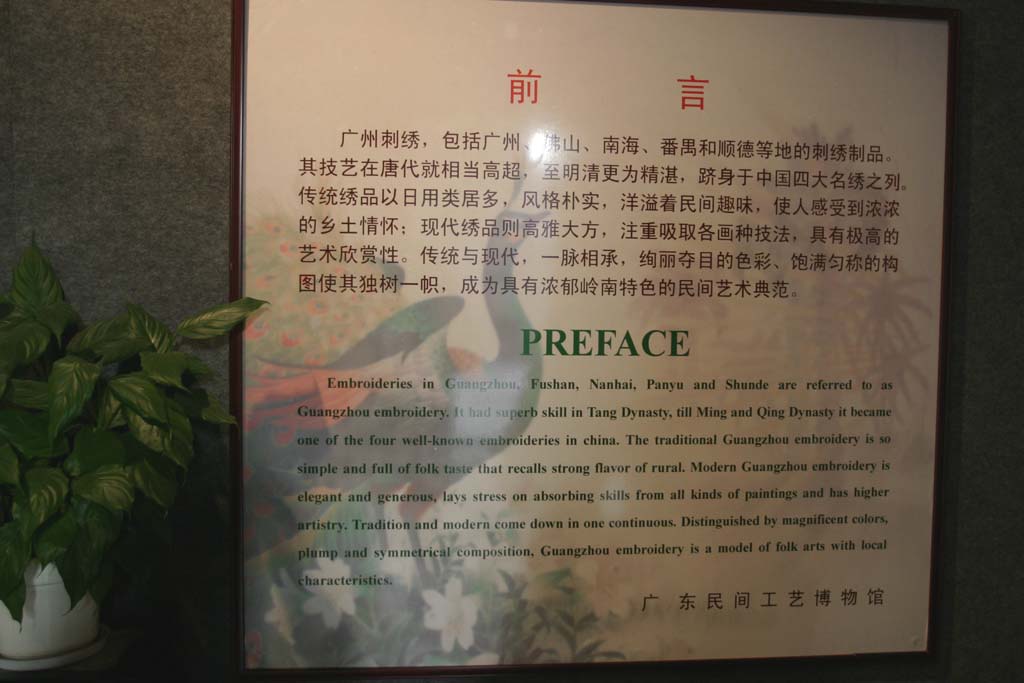 前 言
广州刺绣，包括广州、佛山、南海、番禺和顺德等地的刺绣制品。
其技艺在唐代就相当高超，至明清更为精湛，跻身于中国四大名绣之列。
传统绣品以日用类居多，风格朴实，洋溢着民间趣味，使人感受到浓浓
的乡土情怀；现代绣品则高雅大方，注重吸取各画种技法，具有极高的
艺术欣赏性。传统与现代，一脉相承，绚丽夺目的色彩、饱满匀称的构
图使其独树一帜，成为具有浓郁岭南特色的民间艺术典范。
PREFACE
Embroideries in Guangzhou, Fushan, Nanhai, Panyu and Shunde are referred to as
Guangzhou embroidery. It had superb skill in Tang Dynasty, till Ming and Qing Dynasty it became
one of the four well-known embroideries in china. The traditional Guangzhou embroidery is so
simple and full of folk taste that recalls strong flavor of rural. Modern Guangzhou embroidery is
elegant and generous, lays stress on absorbing skills from all kinds of paintings and has higher
artistry. Tradition and modern come down in one continuous. Distinguished by magnificent colors,
plump and symmetrical composition, Guangzhou embroidery is a model of folk arts with local
characteristics.
广东民间工艺博物馆